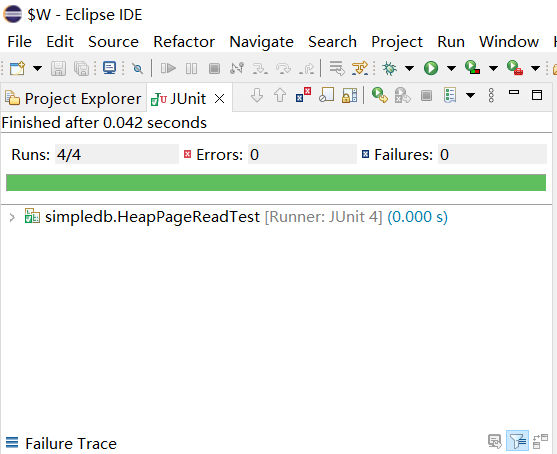 $W - Eclipse IDE
File Edit Source Refactor Navigate Search Project Run Window
Project Explorer JUnit
Finished after 0.042 seconds
Runs: 4/4 Errors: 0 Failures: 0
simpledb.HeapPageReadTest [Runner: JUnit 4] (0.000 s)
Failure Trace